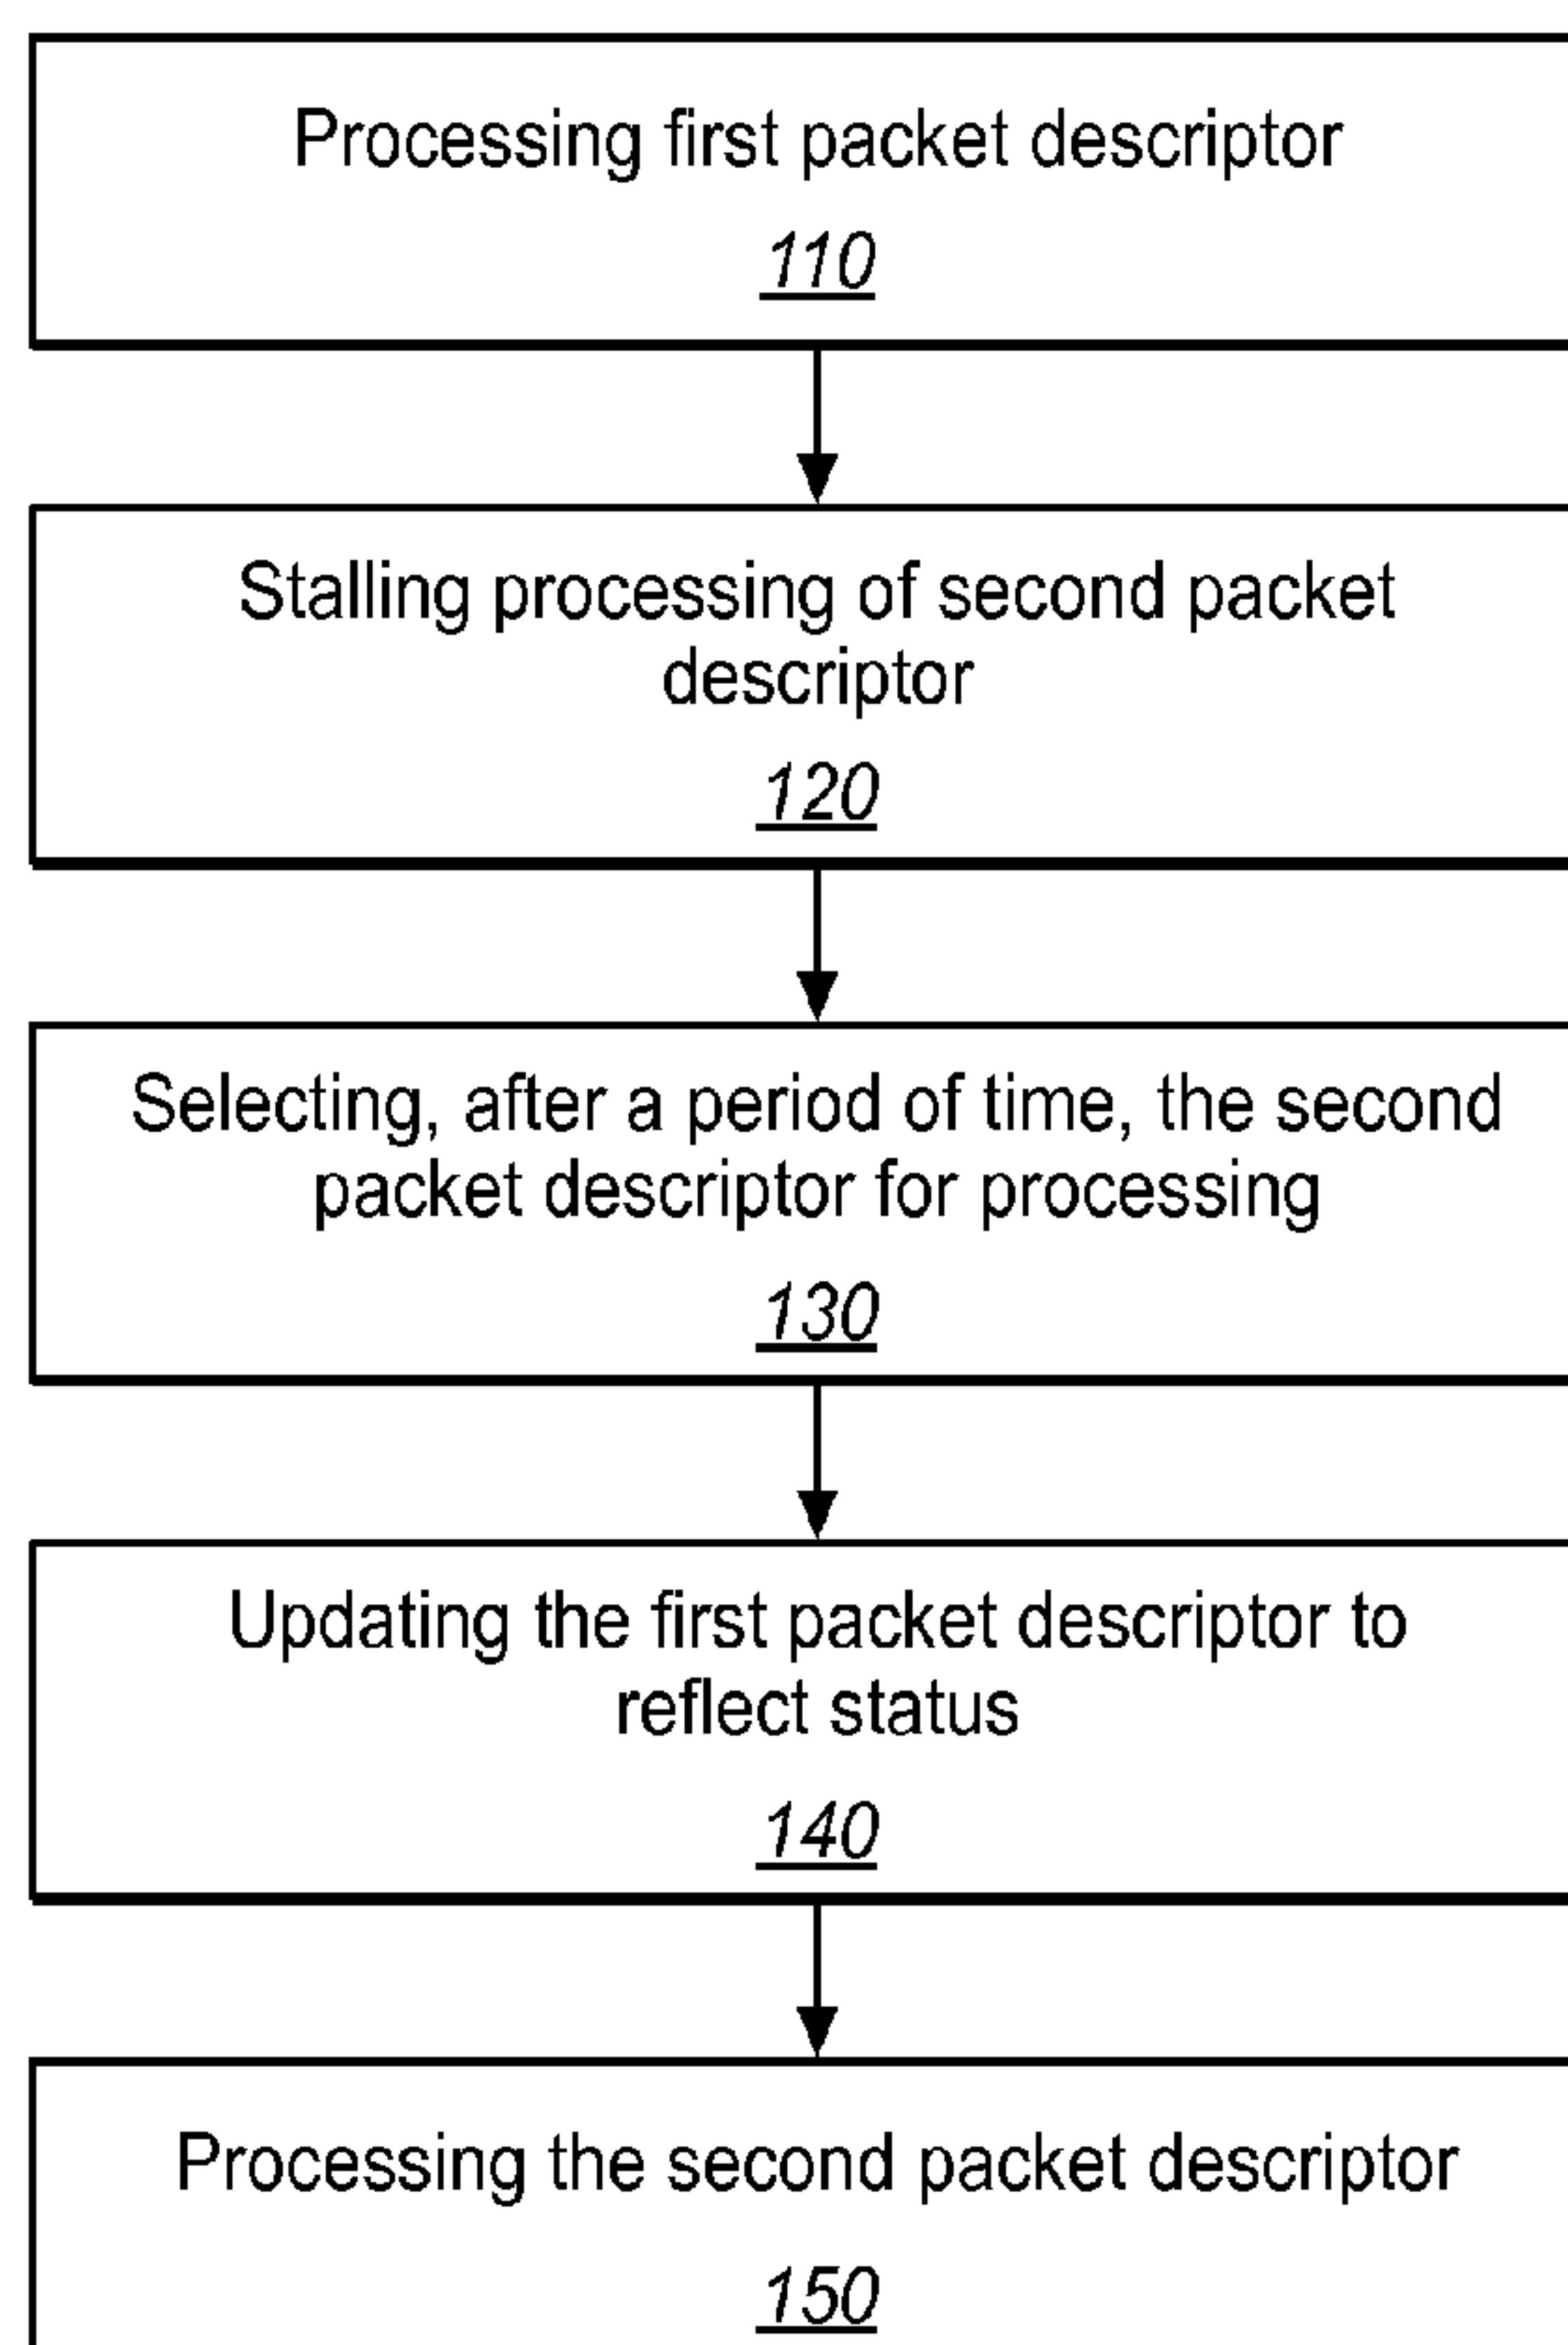 Processing first packet descriptor
110
Stalling processing of second packet
descriptor
120
Selecting, after a period of time, the second
packet descriptor for processing
130
Updating the first packet descriptor to
reflect status
140
Processing the second packet descriptor
150